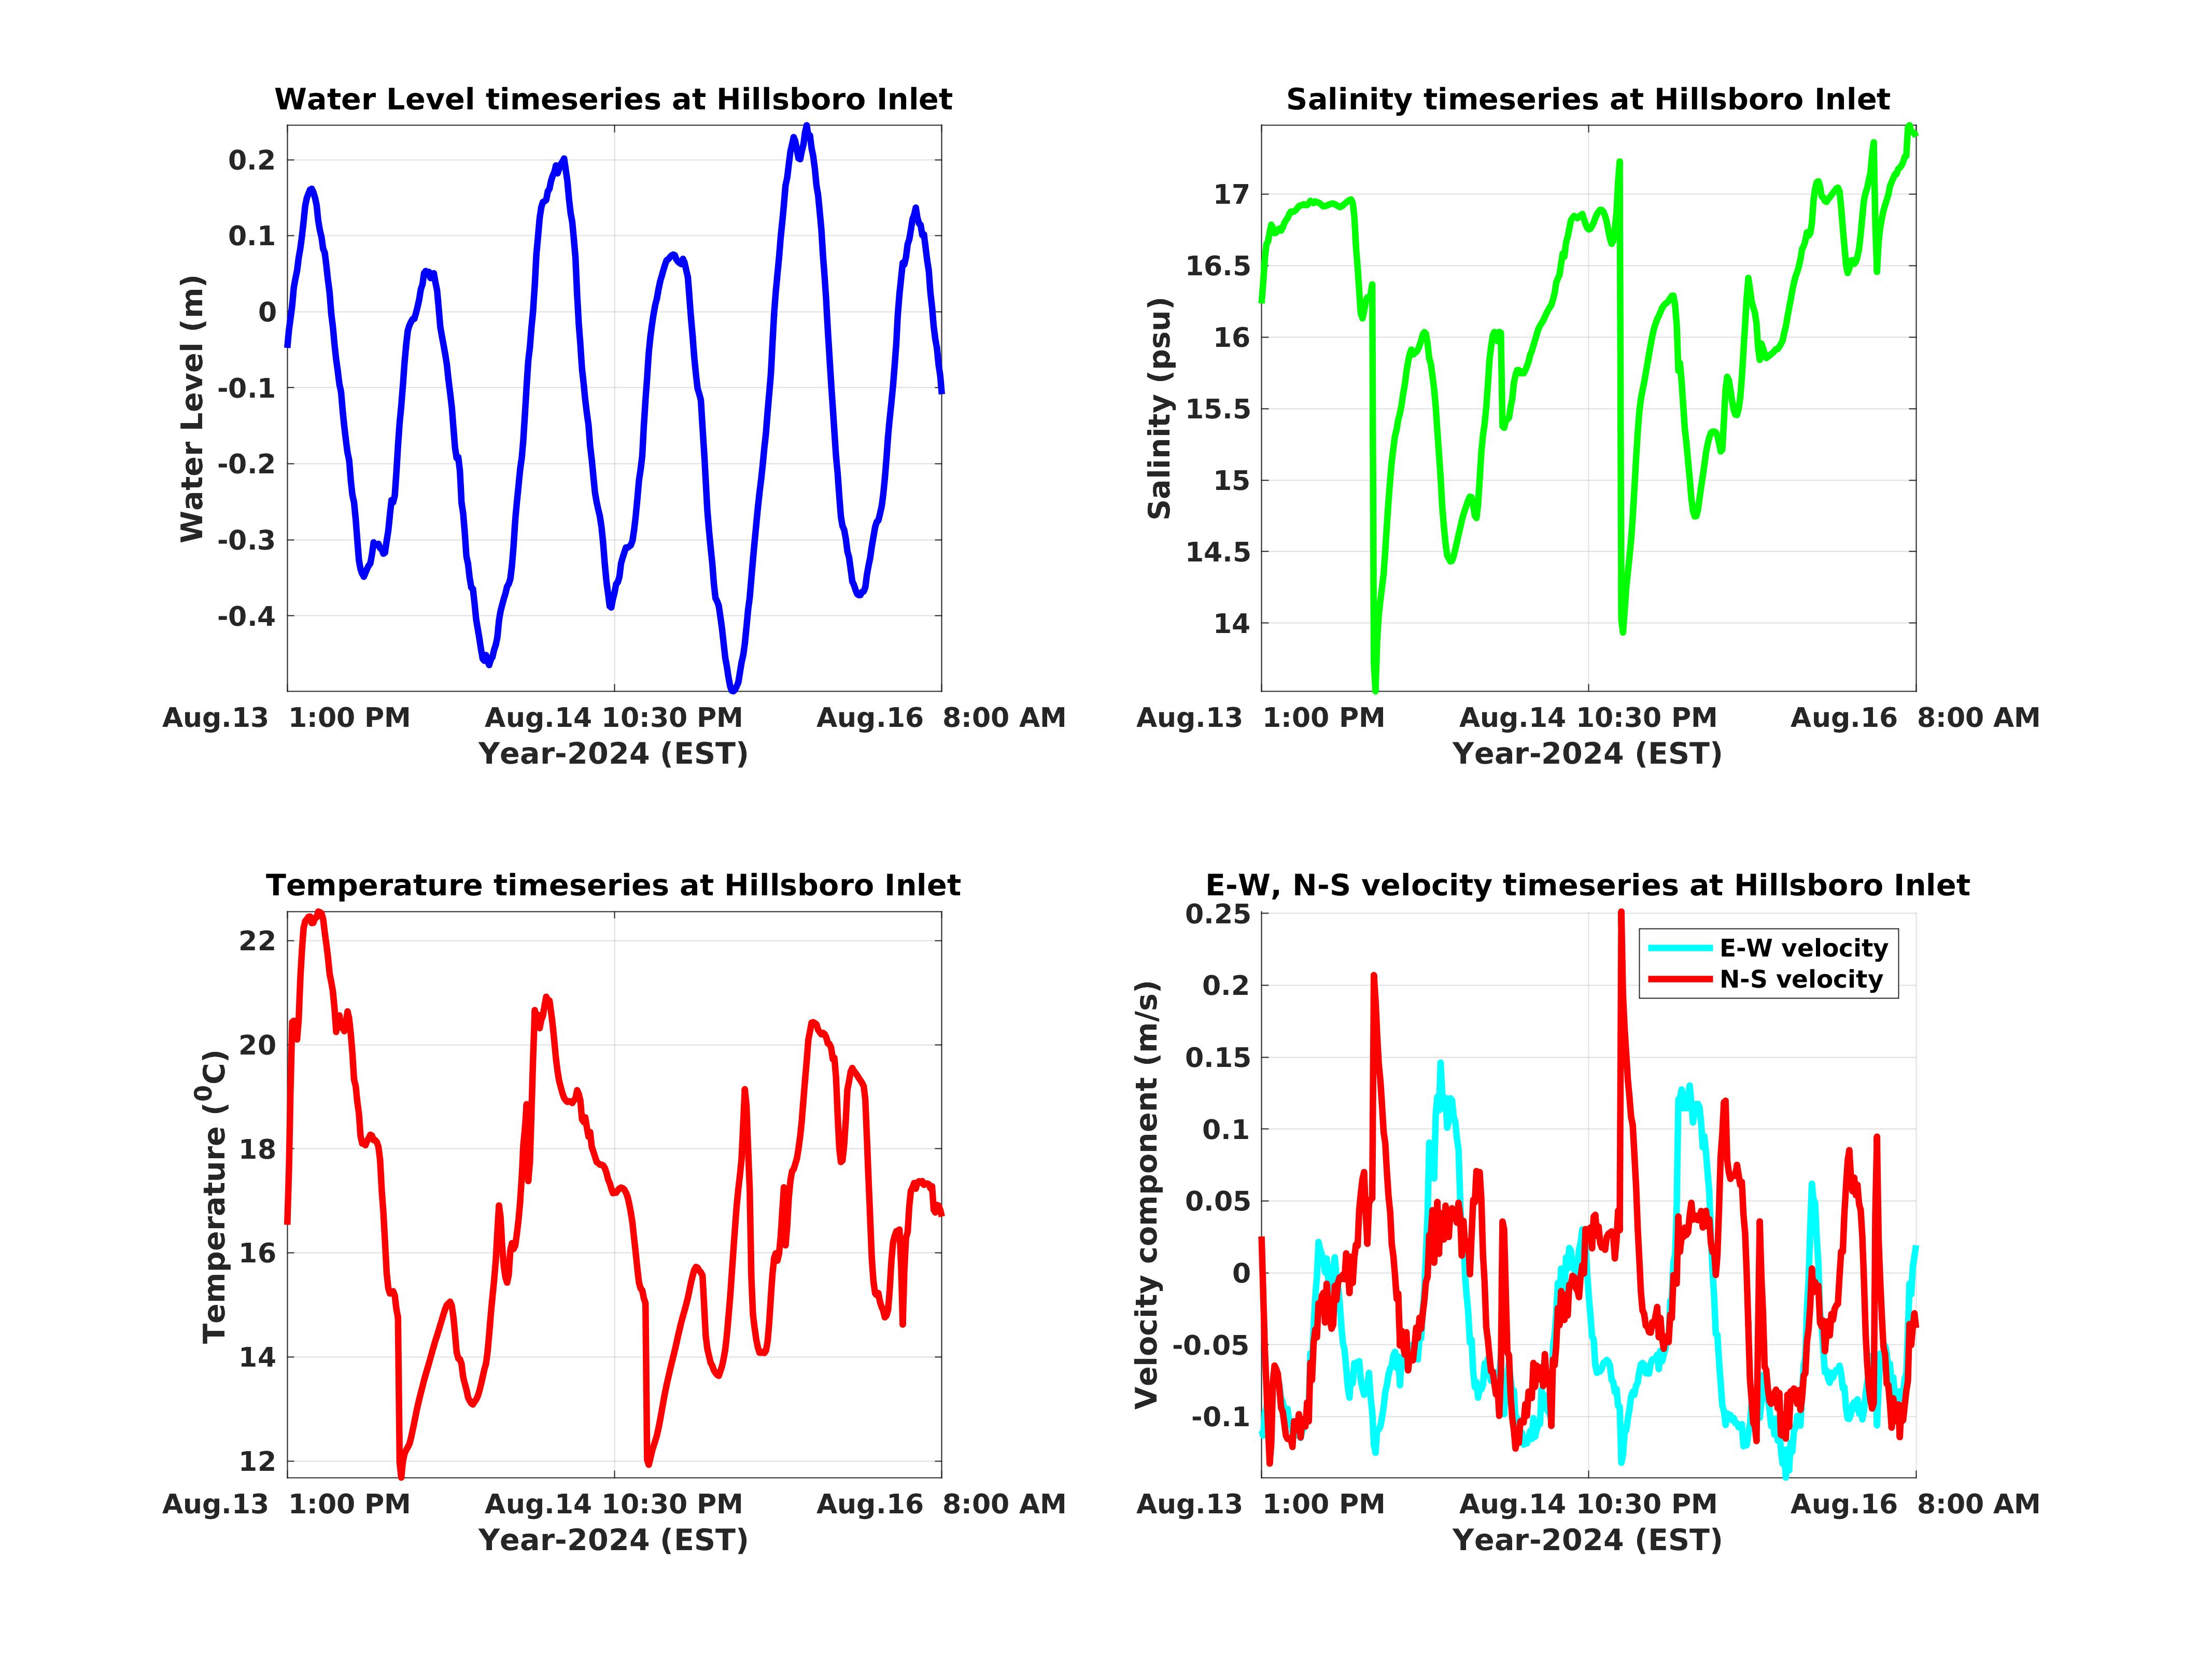 Water Level timeseries at Hillsboro Inlet
Water Level (m)
0.2
0.1
0
-0.1
-0.2
-0.3
-0.4
Aug.13 1:00 PM
Aug.14 10:30 PM
Aug.16 8:00 AM
Year-2024 (EST)
Salinity timeseries at Hillsboro Inlet
Salinity (psu)
17
16.5
16
15.5
15
14.5
14
Aug.13 1:00 PM
Aug.14 10:30 PM
Aug.16 8:00 AM
Year-2024 (EST)
Temperature timeseries at Hillsboro Inlet
Temperature (⁰C)
22
20
18
16
14
12
Aug.13 1:00 PM
Aug.14 10:30 PM
Aug.16 8:00 AM
Year-2024 (EST)
E-W, N-S velocity timeseries at Hillsboro Inlet
Velocity component (m/s)
0.25
0.2
0.15
0.1
0.05
0
-0.05
-0.1
E-W velocity
N-S velocity
Aug.13 1:00 PM
Aug.14 10:30 PM
Aug.16 8:00 AM
Year-2024 (EST)